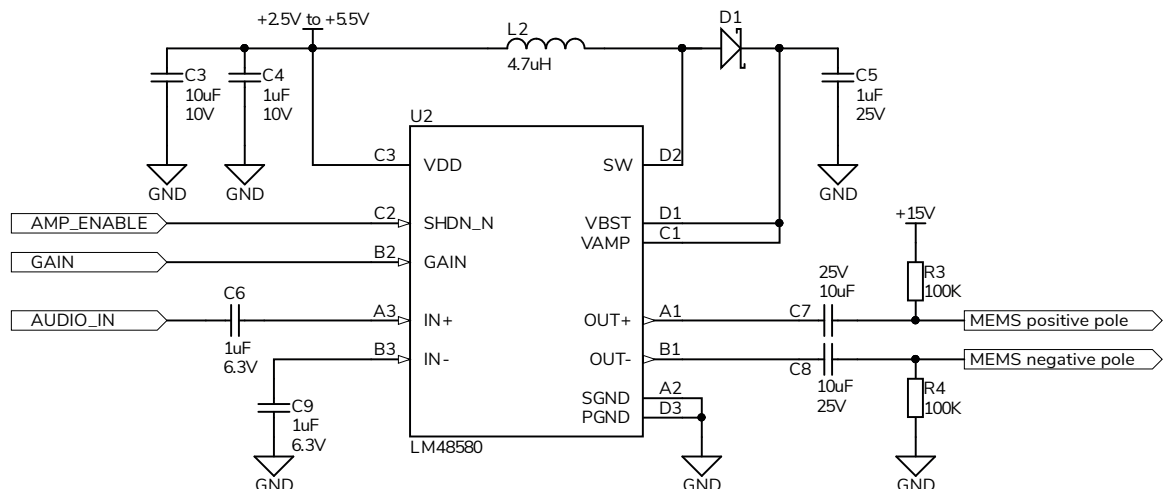 +2.5V to +5.5V
L2
4.7uH
D1
C3
10uF
10V
C4
1uF
10V
C5
1uF
25V
GND
GND
GND
U2
C3 VDD
SW D2
AMP_ENABLE
C2 SHDN_N
VBST D1
VAMP C1
GAIN
B2 GAIN
+15V
R3
100K
AUDIO_IN
C6
1uF
6.3V
A3 IN+
OUT+ A1
25V
10uF
C7
MEMS positive pole
B3 IN-
OUT- B1
C8
10uF
25V
MEMS negative pole
R4
100K
C9
1uF
6.3V
SGND A2
PGND D3
LM48580
GND
GND
GND